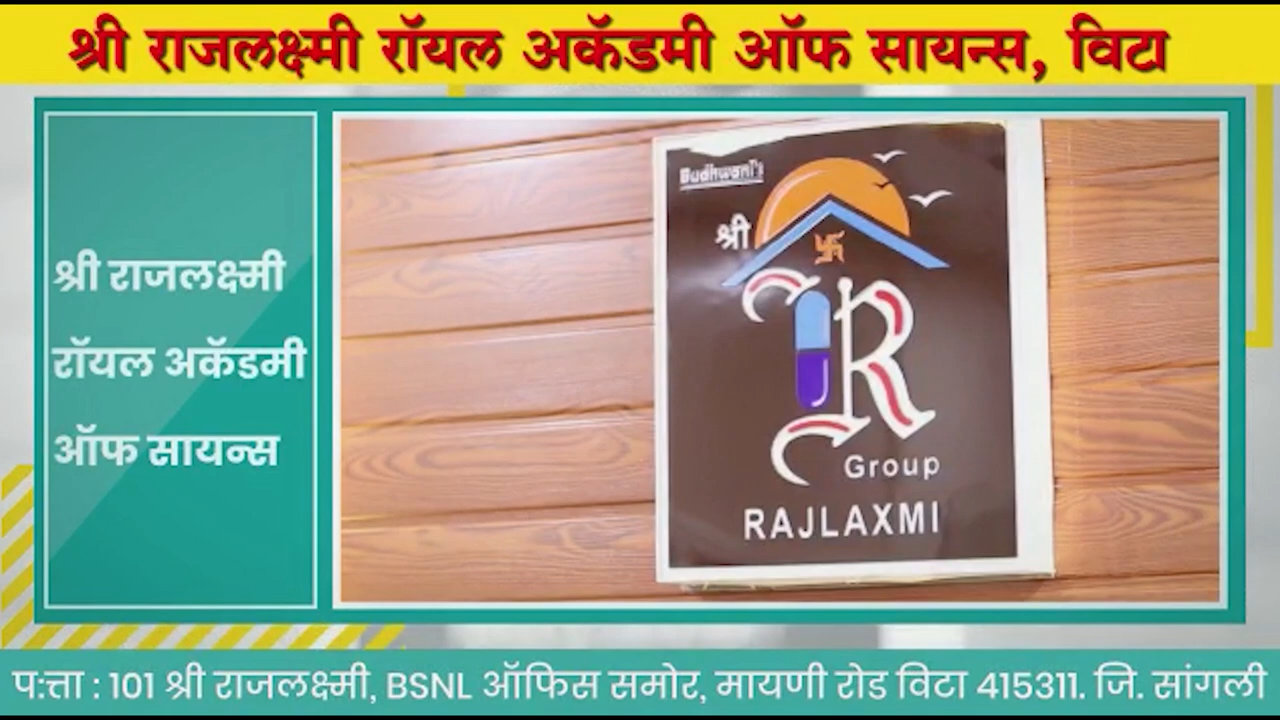 श्री राजलक्ष्मी रॉयल अकॅडमी ऑफ सायन्स, विटा
श्री राजलक्ष्मी
रॉयल अकॅडमी
ऑफ सायन्स
Budhwani's
श्री
R
Group
RAJLAXMI
प:त्ता : 101 श्री राजलक्ष्मी, BSNL ऑफिस समोर, मायणी रोड विटा 415311. जि. सांगली